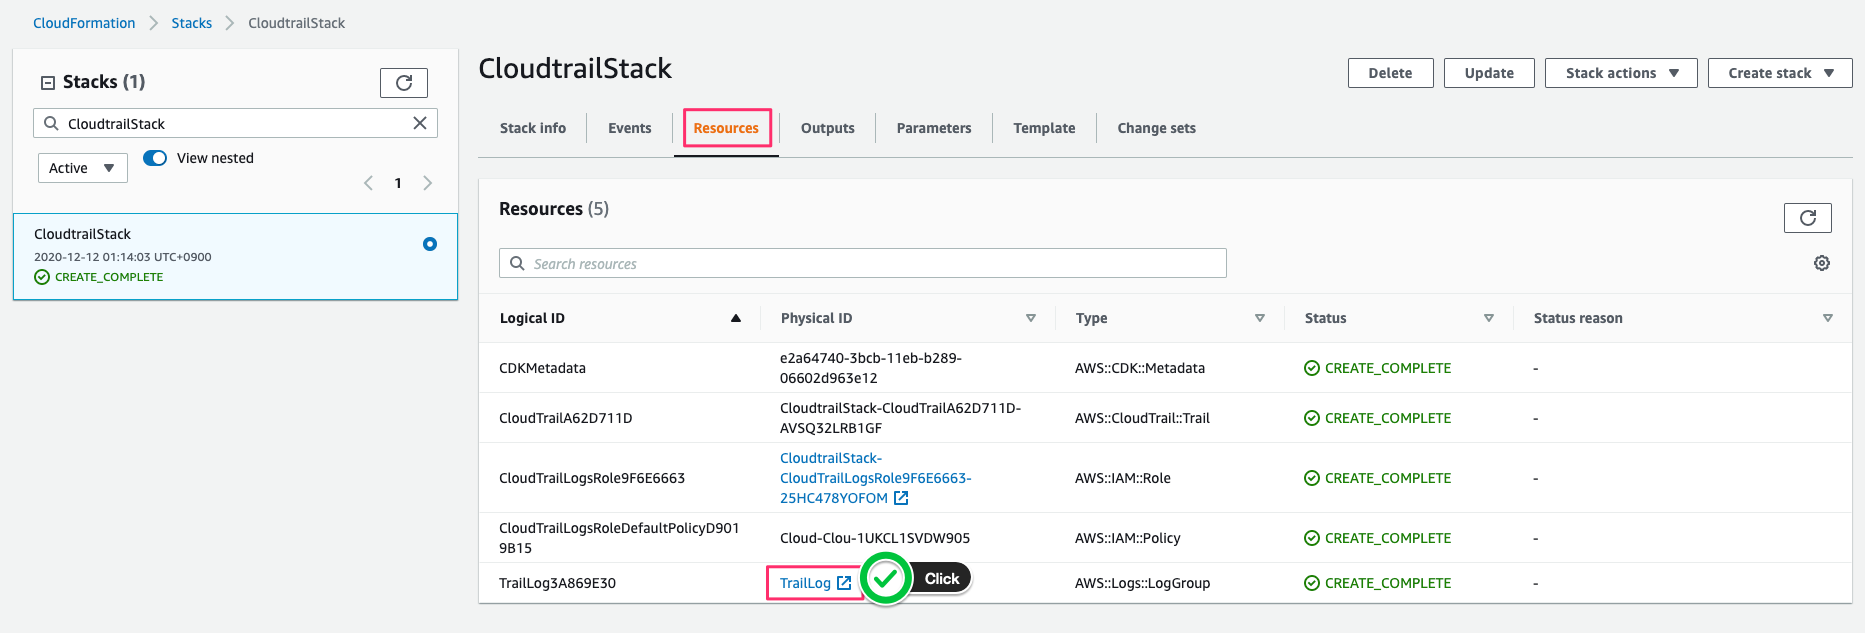 CloudFormation > Stacks > CloudtrailStack
Stacks (1)
CloudtrailStack
Active
View nested
1
CloudtrailStack
2020-12-12 01:14:03 UTC+0900
CREATE_COMPLETE
CloudtrailStack
Delete
Update
Stack actions
Create stack
Stack info
Events
Resources
Outputs
Parameters
Template
Change sets
Resources (5)
Search resources
Logical ID
Physical ID
Type
Status
Status reason
CDKMetadata
e2a64740-3bcb-11eb-b289-
06602d963e12
AWS::CDK::Metadata
CREATE_COMPLETE
-
CloudTrailA62D711D
CloudtrailStack-CloudTrailA62D711D-
AVSQ32LRB1GF
AWS::CloudTrail::Trail
CREATE_COMPLETE
-
CloudTrailLogsRole9F6E6663
CloudtrailStack-
CloudTrailLogsRole9F6E6663-
25HC478YOFOM
AWS::IAM::Role
CREATE_COMPLETE
-
CloudTrailLogsRoleDefaultPolicyD901
9B15
Cloud-Clou-1UKCL1SVDW905
AWS::IAM::Policy
CREATE_COMPLETE
-
TrailLog3A869E30
TrailLog
Click
AWS::Logs::LogGroup
CREATE_COMPLETE
-